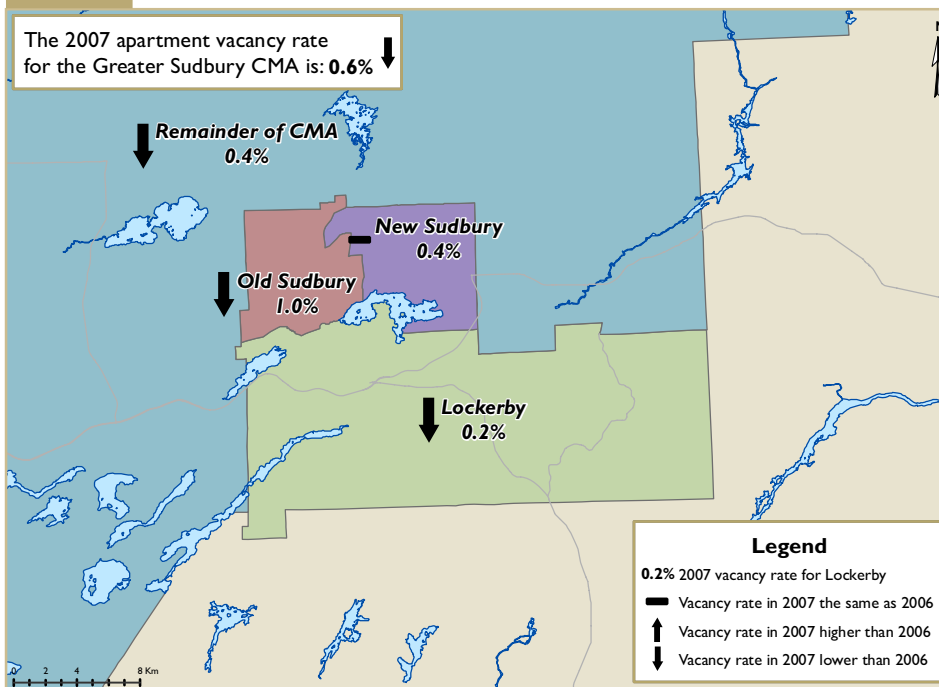 The 2007 apartment vacancy rate
for the Greater Sudbury CMA is: 0.6%
N
Remainder of CMA
0.4%
New Sudbury
0.4%
Old Sudbury
1.0%
Lockerby
0.2%
Legend
0.2% 2007 vacancy rate for Lockerby
Vacancy rate in 2007 the same as 2006
Vacancy rate in 2007 higher than 2006
Vacancy rate in 2007 lower than 2006
0 2 4 8 Km